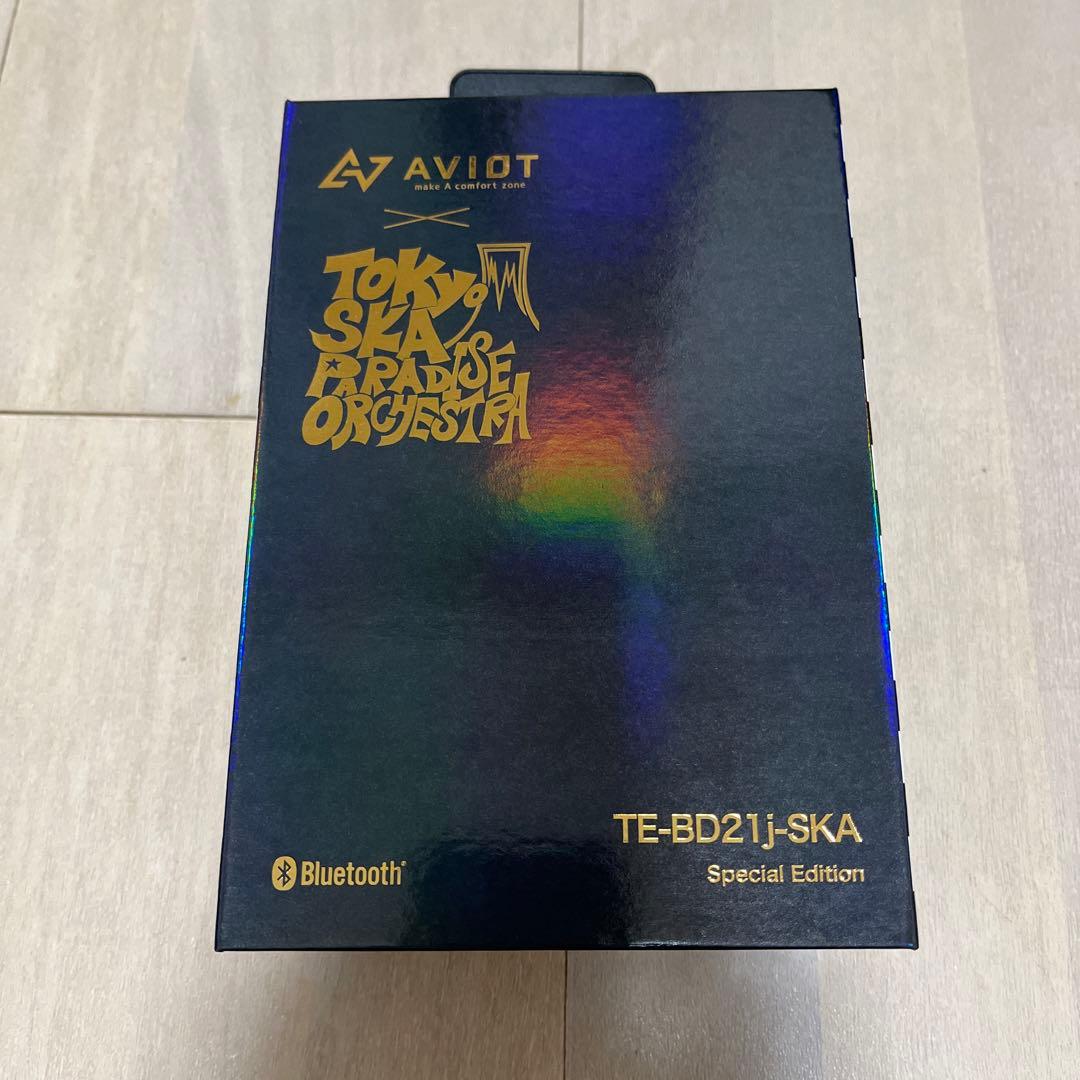 AVIOT
make A comfort zone
TOKYO
SKA
PARADISE
ORCHESTRA
TE-BD21j-SKA
Special Edition
Bluetooth®